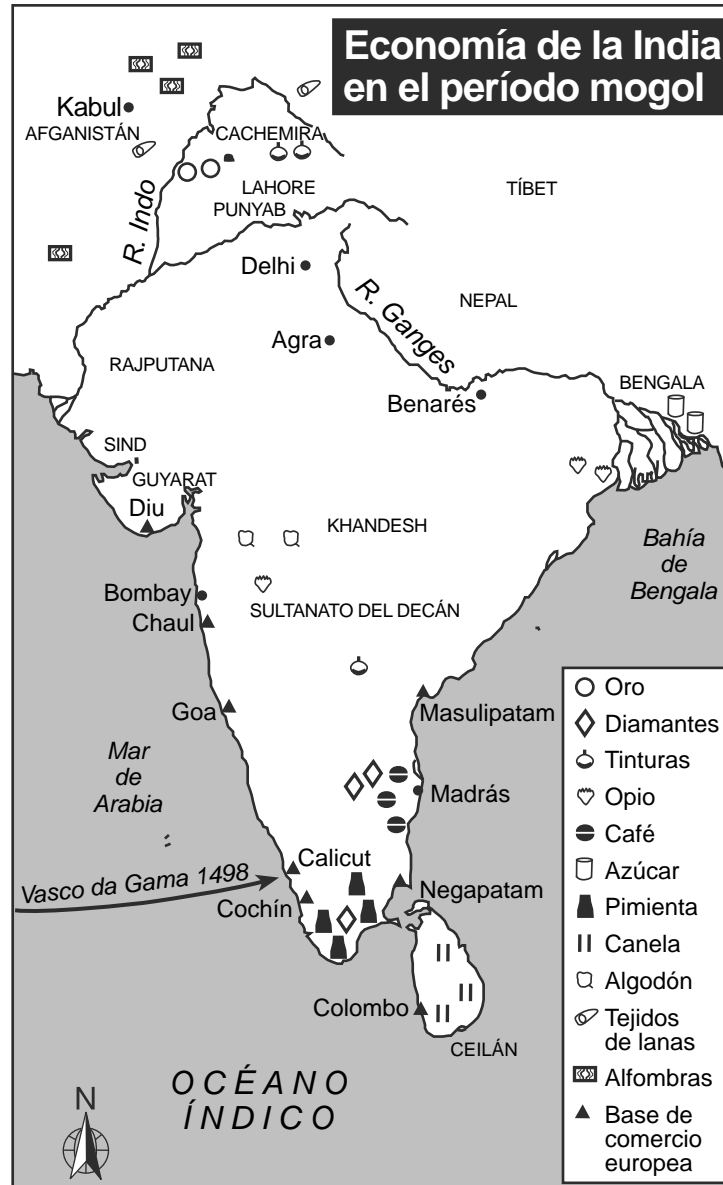 Economía de la India
en el período mogol
Kabul
AFGANISTÁN
CACHEMIRA
R. Indo
LAHORE
PUNYAB
TÍBET
Delhi
NEPAL
R. Ganges
Agra
RAJPUTANA
BENGALA
Benarés
SIND
GUYARAT
Diu
KHANDESH
Bahía
de
Bengala
Bombay
SULTANATO DEL DECÁN
Chaul
Goa
Masulipatam
Mar
de
Arabia
Madrás
Calicut
Vasco da Gama 1498
Negapatam
Cochín
Colombo
CEILÁN
OCÉANO
ÍNDICO
N
Oro
Diamantes
Tinturas
Opio
Café
Azúcar
Pimienta
Canela
Algodón
Tejidos
de lanas
Alfombras
Base de
comercio
europea